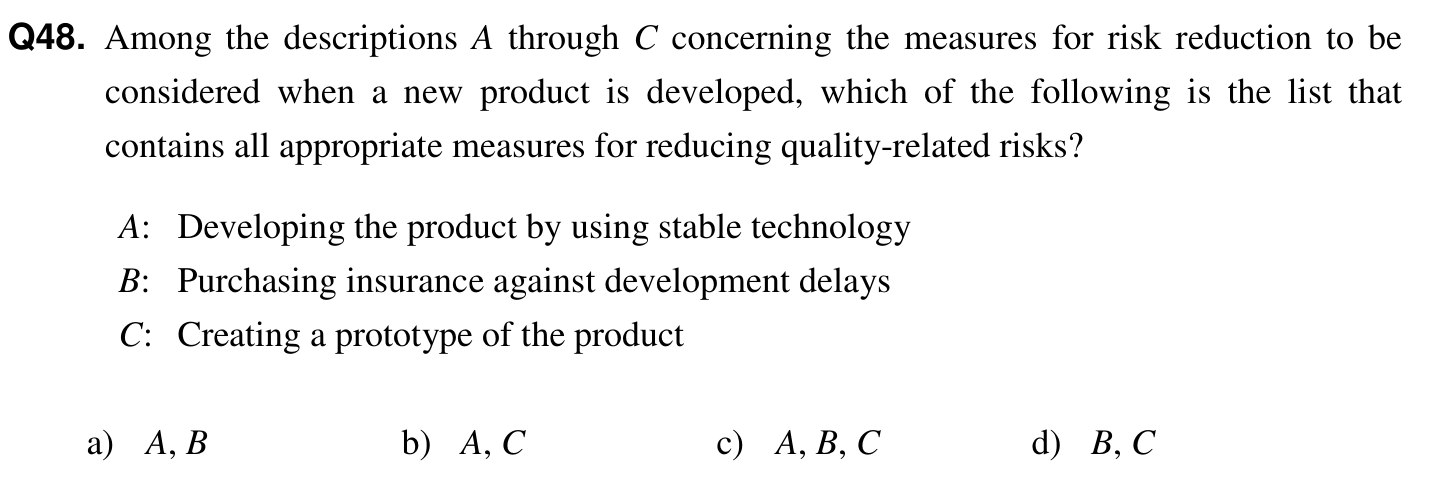 Q48. Among the descriptions A through C concerning the measures for risk reduction to be
considered when a new product is developed, which of the following is the list that
contains all appropriate measures for reducing quality-related risks?
A: Developing the product by using stable technology
B: Purchasing insurance against development delays
C: Creating a prototype of the product
a) A, B b) A, C c) A, B, C d) B, C